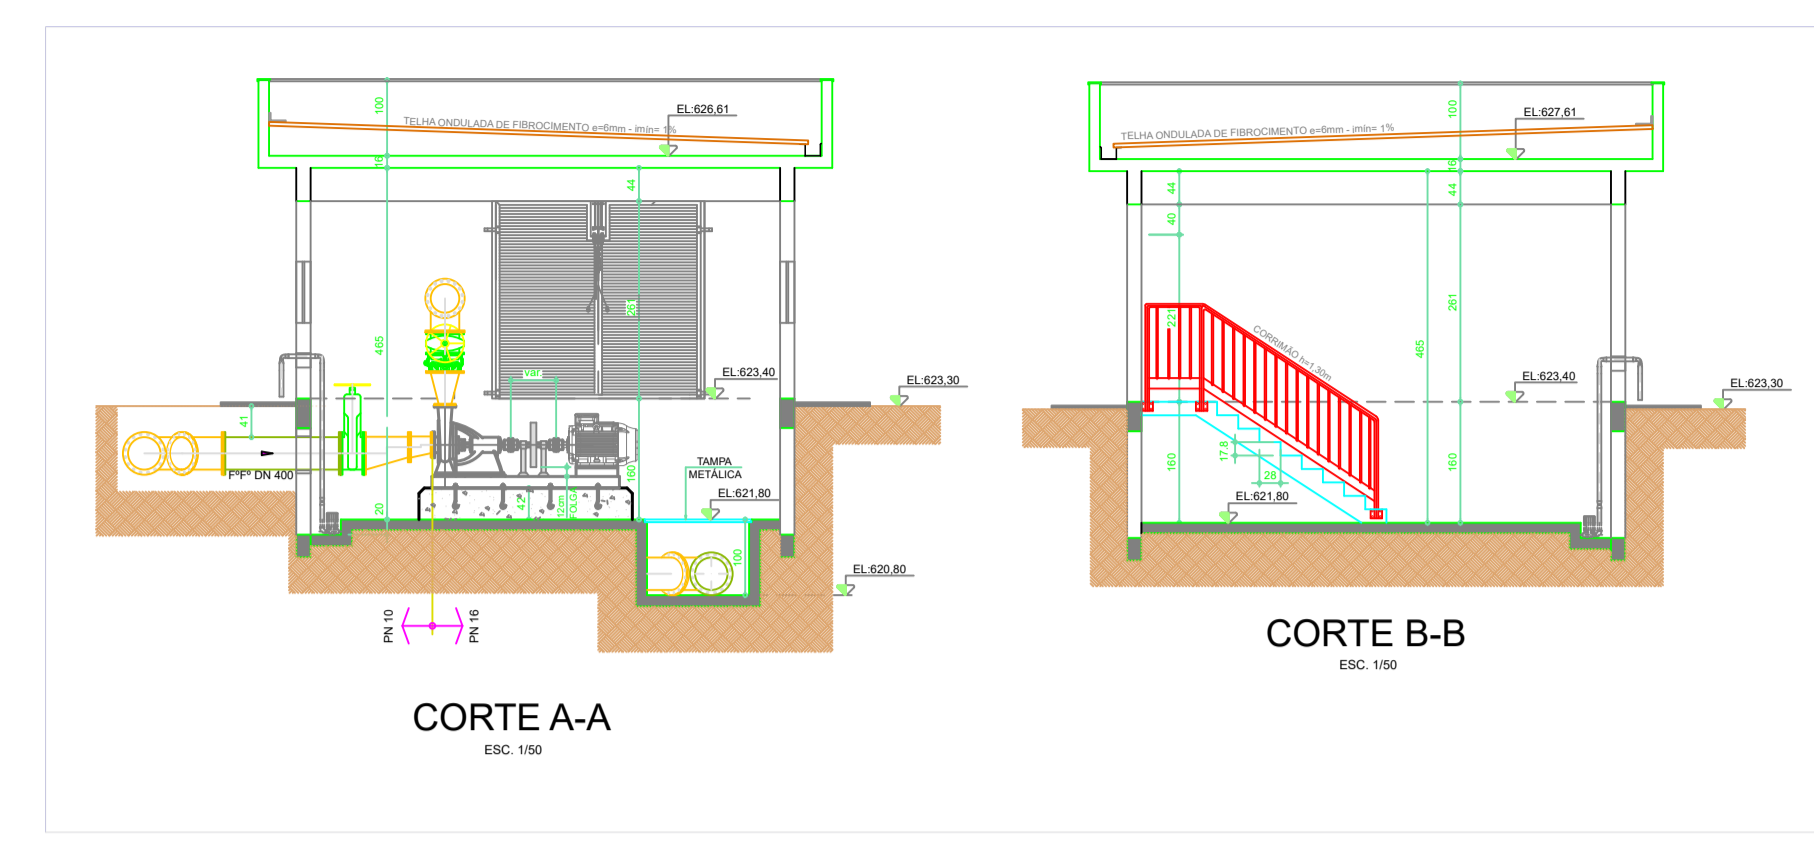 100
EL:626,61
TELHA ONDULADA DE FIBROCIMENTO e=6mm - imin= 1%
16
44
465
261
var.
EL:623,40
EL:623,30
41
FºFº DN 400
160
TAMPA
METÁLICA
EL:621,80
20
42
12cm
FOLGA
100
EL:620,80
PN 10
PN 16
CORTE A-A
ESC. 1/50
100
EL:627,61
TELHA ONDULADA DE FIBROCIMENTO e=6mm - imin= 1%
16
44
44
40
221
261
465
CORRIMÃO h=1,30m
EL:623,40
EL:623,30
17.8
28
160
160
EL:621,80
CORTE B-B
ESC. 1/50